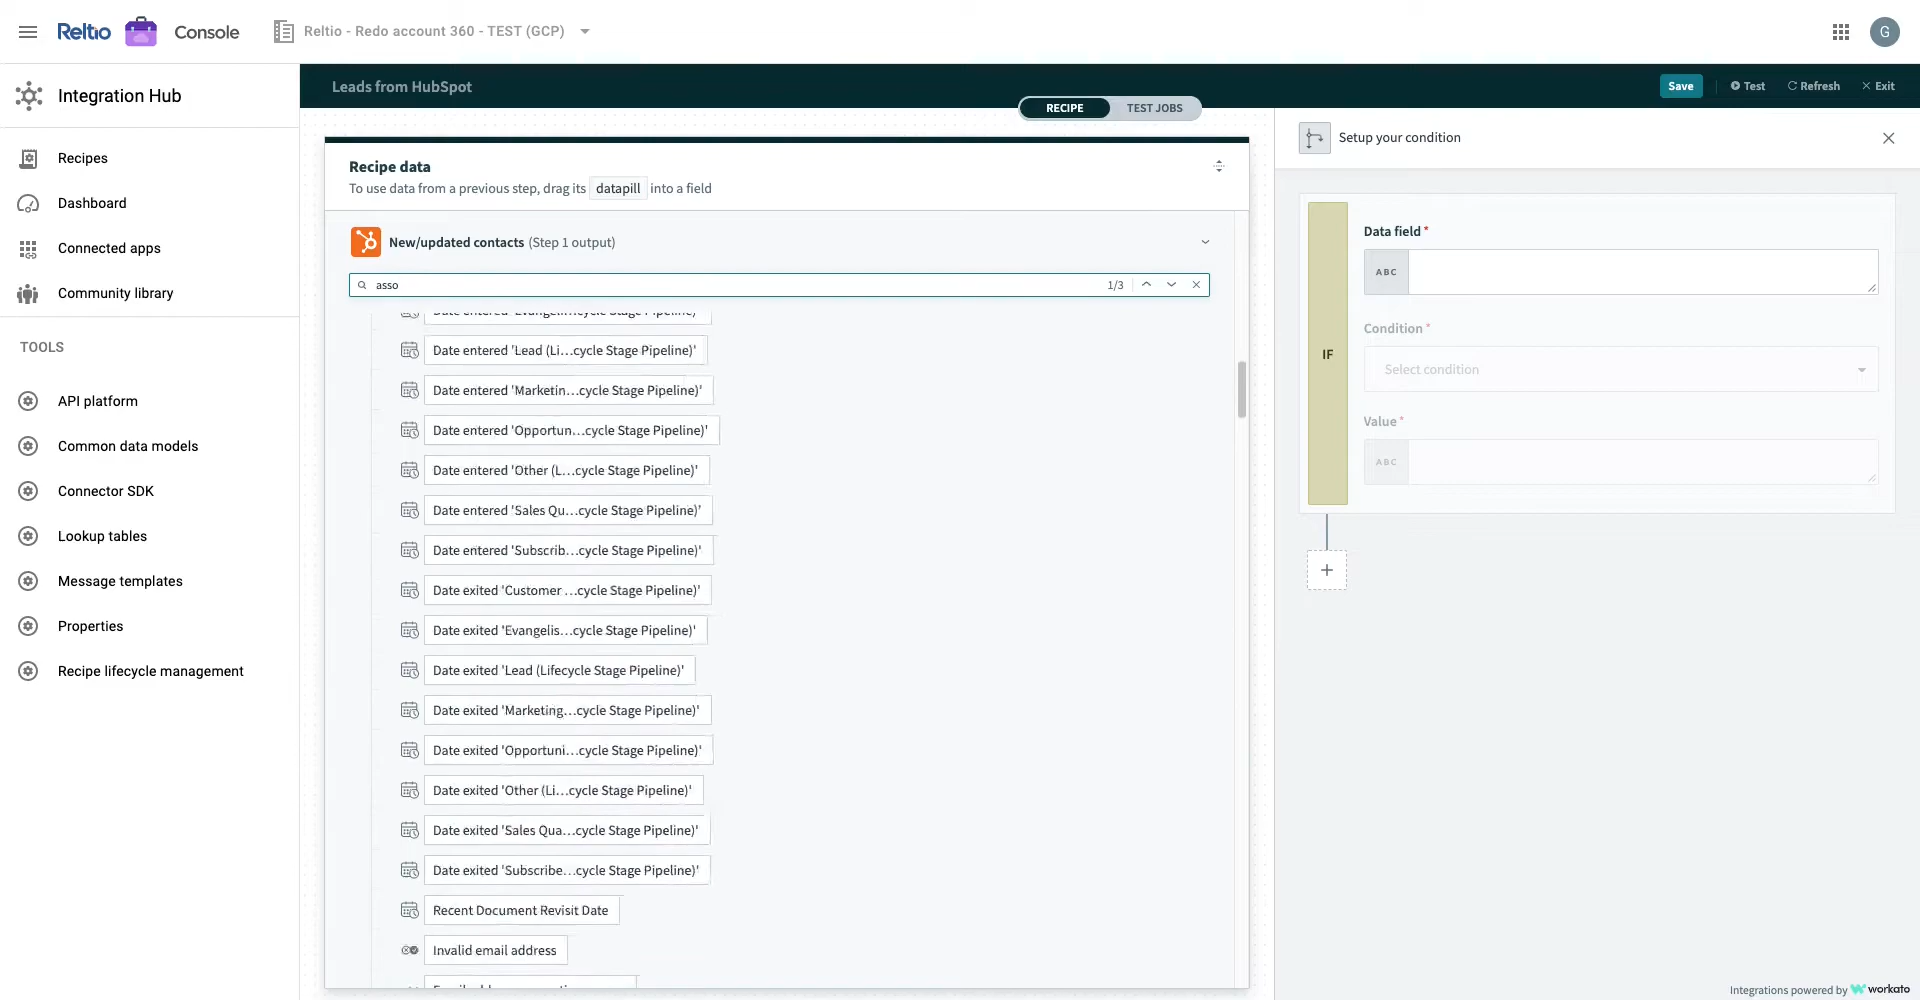 Reltio Console Reltio - Redo account 360 - TEST (GCP) G
Integration Hub
Recipes
Dashboard
Connected apps
Community library
TOOLS
API platform
Common data models
Connector SDK
Lookup tables
Message templates
Properties
Recipe lifecycle management
Leads from HubSpot
Save Test Refresh Exit
RECIPE TEST JOBS
Recipe data
To use data from a previous step, drag its datapill into a field
New/updated contacts (Step 1 output)
asso 1/3
Date entered 'Lead (Li...cycle Stage Pipeline)'
Date entered 'Marketin...cycle Stage Pipeline)'
Date entered 'Opportun...cycle Stage Pipeline)'
Date entered 'Other (L...cycle Stage Pipeline)'
Date entered 'Sales Qu...cycle Stage Pipeline)'
Date entered 'Subscrib...cycle Stage Pipeline)'
Date exited 'Customer ...cycle Stage Pipeline)'
Date exited 'Evangelis...cycle Stage Pipeline)'
Date exited 'Lead (Lifecycle Stage Pipeline)'
Date exited 'Marketing...cycle Stage Pipeline)'
Date exited 'Opportuni...cycle Stage Pipeline)'
Date exited 'Other (Li...cycle Stage Pipeline)'
Date exited 'Sales Qua...cycle Stage Pipeline)'
Date exited 'Subscribe...cycle Stage Pipeline)'
Recent Document Revisit Date
Invalid email address
Setup your condition
IF
Data field *
ABC
Condition *
Select condition
Value *
ABC
Integrations powered by workato